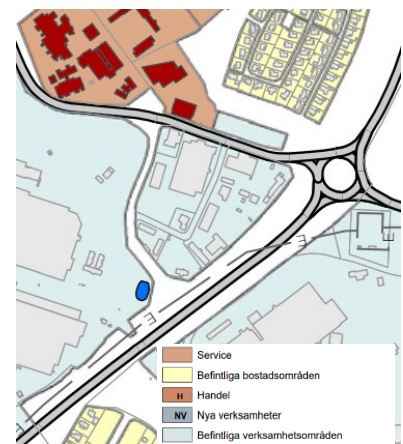 E
E
E
Service
Befintliga bostadsområden
H Handel
NV Nya verksamheter
Befintliga verksamhetsområden